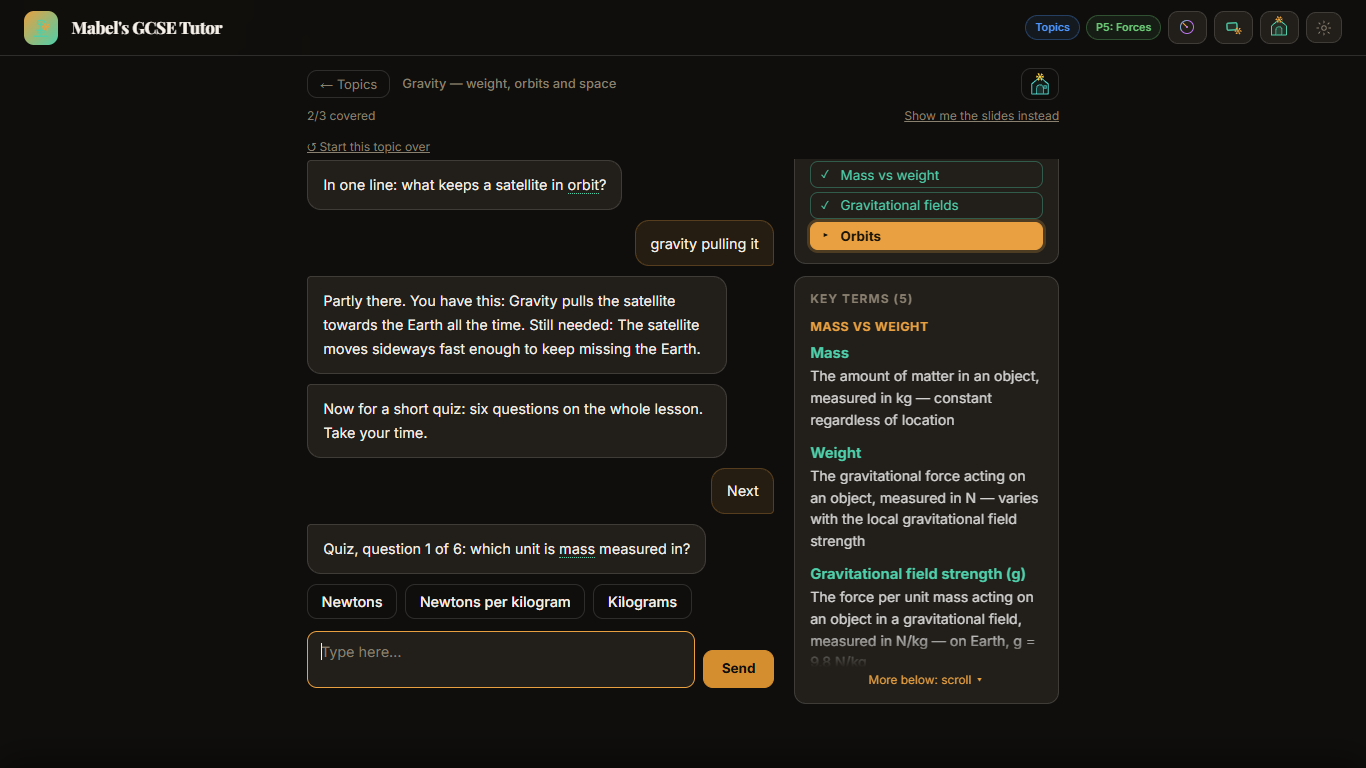 Mabel's GCSE Tutor
Topics
P5: Forces
← Topics
Gravity — weight, orbits and space
2/3 covered
Show me the slides instead
↺ Start this topic over
In one line: what keeps a satellite in orbit?
gravity pulling it
Partly there. You have this: Gravity pulls the satellite
towards the Earth all the time. Still needed: The satellite
moves sideways fast enough to keep missing the Earth.
Now for a short quiz: six questions on the whole lesson.
Take your time.
Next
Quiz, question 1 of 6: which unit is mass measured in?
Newtons
Newtons per kilogram
Kilograms
Type here...
Send
✓ Mass vs weight
✓ Gravitational fields
‣ Orbits
KEY TERMS (5)
MASS VS WEIGHT
Mass
The amount of matter in an object,
measured in kg — constant
regardless of location
Weight
The gravitational force acting on
an object, measured in N — varies
with the local gravitational field
strength
Gravitational field strength (g)
The force per unit mass acting on
an object in a gravitational field,
measured in N/kg — on Earth, g =
9.8 N/kg
More below: scroll ▾